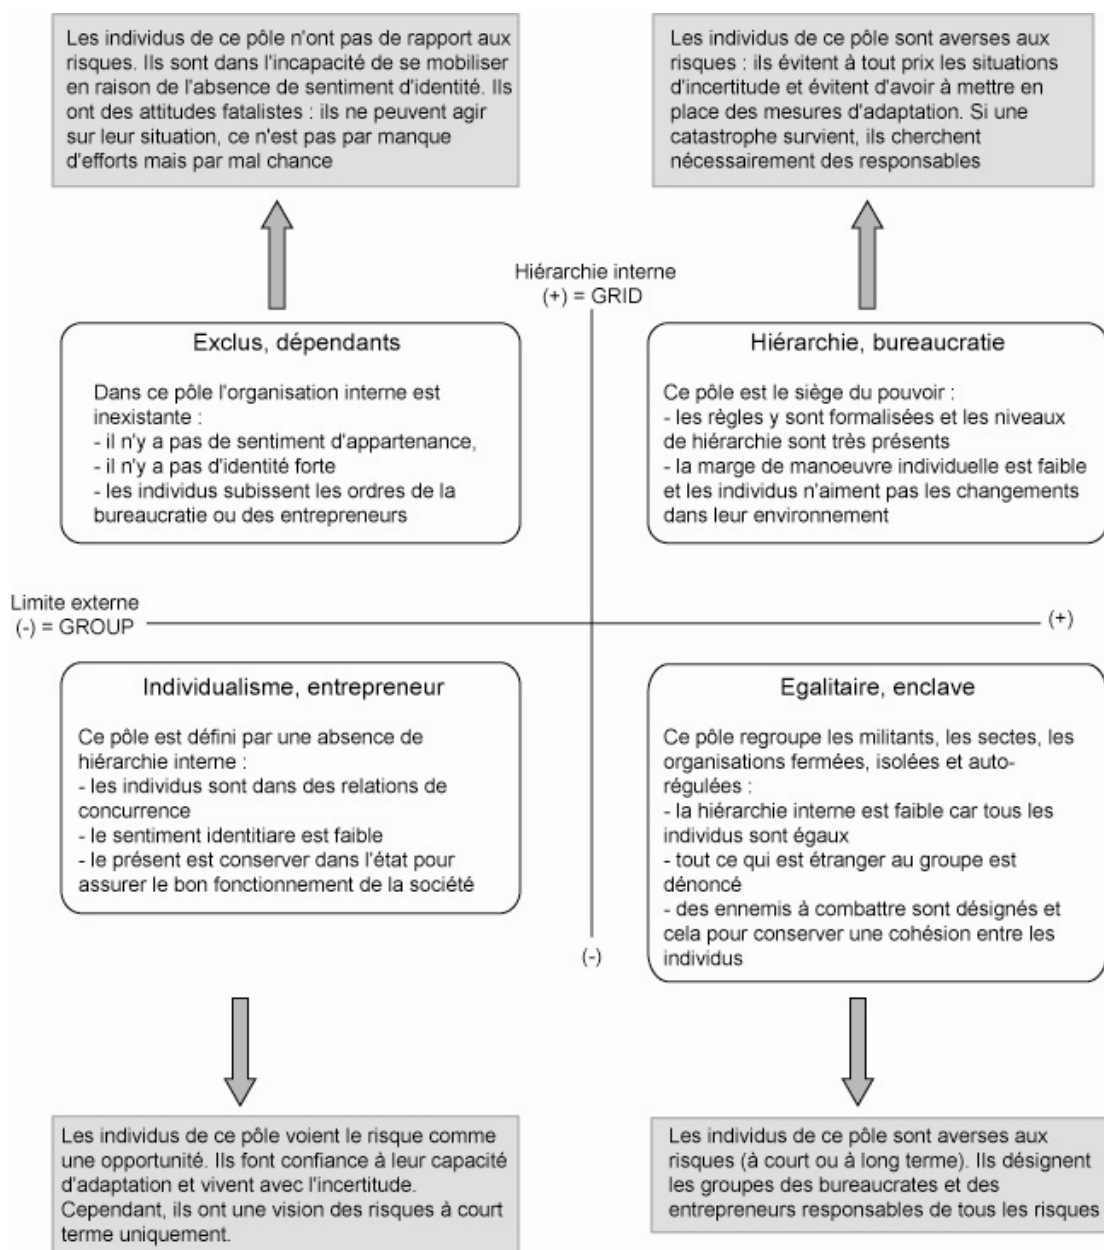 Les individus de ce pôle n'ont pas de rapport aux
risques. Ils sont dans l'incapacité de se mobiliser
en raison de l'absence de sentiment d'identité. Ils
ont des attitudes fatalistes : ils ne peuvent agir
sur leur situation, ce n'est pas par manque
d'efforts mais par mal chance
Les individus de ce pôle sont averses aux
risques : ils évitent à tout prix les situations
d'incertitude et évitent d'avoir à mettre en
place des mesures d'adaptation. Si une
catastrophe survient, ils cherchent
nécessairement des responsables
Hiérarchie interne
(+) = GRID
Exclus, dépendants
Dans ce pôle l'organisation interne est
inexistante :
- il n'y a pas de sentiment d'appartenance,
- il n'y a pas d'identité forte
- les individus subissent les ordres de la
bureaucratie ou des entrepreneurs
Hiérarchie, bureaucratie
Ce pôle est le siège du pouvoir :
- les règles y sont formalisées et les niveaux
de hiérarchie sont très présents
- la marge de manoeuvre individuelle est faible
et les individus n'aiment pas les changements
dans leur environnement
Limite externe
(-) = GROUP
(+)
Individualisme, entrepreneur
Ce pôle est défini par une absence de
hiérarchie interne :
- les individus sont dans des relations de
concurrence
- le sentiment identitiare est faible
- le présent est conserver dans l'état pour
assurer le bon fonctionnement de la société
Egalitaire, enclave
Ce pôle regroupe les militants, les sectes, les
organisations fermées, isolées et auto-
régulées :
- la hiérarchie interne est faible car tous les
individus sont égaux
- tout ce qui est étranger au groupe est
dénoncé
- des ennemis à combattre sont désignés et
cela pour conserver une cohésion entre les
individus
(-)
Les individus de ce pôle voient le risque comme
une opportunité. Ils font confiance à leur capacité
d'adaptation et vivent avec l'incertitude.
Cependant, ils ont une vision des risques à court
terme uniquement.
Les individus de ce pôle sont averses aux
risques (à court ou à long terme). Ils désignent
les groupes des bureaucrates et des
entrepreneurs responsables de tous les risques